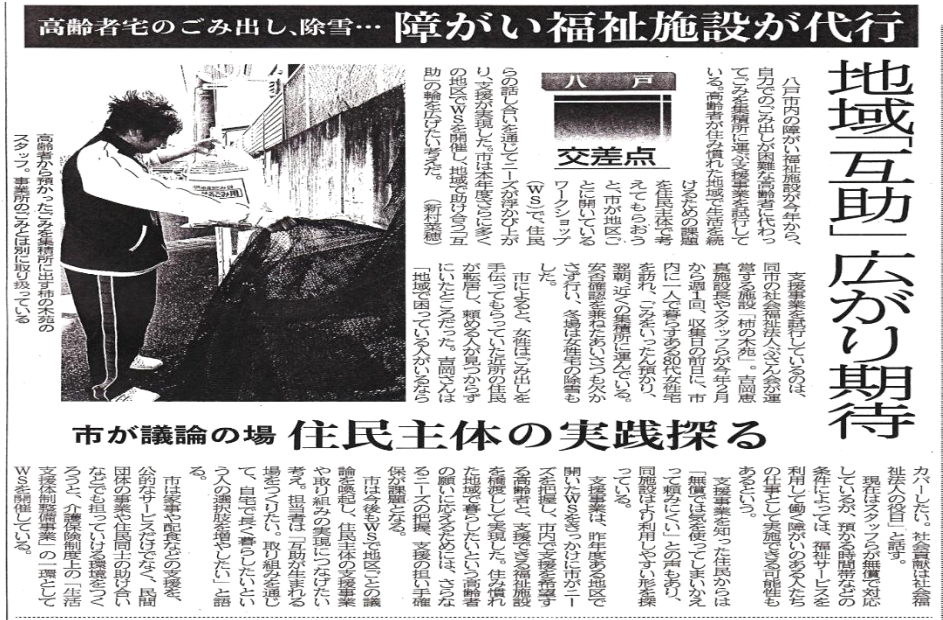 高齢者宅のごみ出し、除雪… 障がい福祉施設が代行
地域「互助」広がり期待
八戸
交差点
八戸市内の障がい福祉施設が今年から、
自力でのごみ出しが困難な高齢者に代わっ
てごみを集積所に運ぶ支援事業を試行して
いる。高齢者が住み慣れた地域で生活を続
けるための課題
を住民主体で考
えてもらおう
と、市が地区ご
とに開いている
ワークショップ
(WS)で、住民
らの話し合いを通じてニーズが浮かび上が
り、支援が実現した。市は本年度さらに多く
の地区でWSを開催し、地域で助け合う「互
助」の輪を広げたい考えだ。 (新村菜穂)
高齢者から預かったごみを集積所に出す柿の木苑の
スタッフ。事業所のごみとは別に取り扱っている
支援事業を試行しているのは、
同市の社会福祉法人ぶさん会が運
営する施設「柿の木苑」。吉岡恵
真施設長やスタッフらが今年2月
から週1回、収集日の前日に、市
内に一人で暮らすある80代女性宅
を訪れ、ごみをいったん預かり、
翌朝、近くの集積所に運んでいる。
安否確認を兼ねたあいさつも欠か
さず行い、冬場は女性宅の除雪も
した。
市によると、女性はごみ出しを
手伝ってもらっていた近所の住民
が転居し、頼める人が見つからず
にいたところだった。吉岡さんは
「地域で困っている人がいるなら
市が議論の場 住民主体の実践探る
カバーしたい。社会貢献は社会福
祉法人の役目」と話す。
現在はスタッフらが無償で対応
しているが、預かる時間帯などの
条件によっては、福祉サービスを
利用して働く障がいのある人たち
の仕事として実施できる可能性も
あるという。
支援事業を知った住民からは
「無償では気を使ってしまいかえ
って頼みにくい」との声もあり、
同施設はより利用しやすい形を探
っている。
支援事業は、昨年度ある地区で
開いたWSをきっかけに市がニー
ズを把握し、市内で支援を希望す
る高齢者と、支援できる福祉施設
を橋渡しして実現した。住み慣れ
た地域で暮らしたいという高齢者
の願いに応えるためには、さらな
るニーズの把握、支援の担い手確
保が課題となる。
市は今後もWSで地区ごとの議
論を喚起し、住民主体の支援事業
や取り組みの実現につなげたい
考え。担当者は「互助が生まれる
場をつくりたい。取り組みを通じ
て、自宅で長く暮らしたいとい
う人の選択肢を増やしたい」と語
る。
市は家事や配食などの支援を、
公的なサービスだけでなく、民間
団体の事業や住民同士の助け合い
などでも担っていける環境をつく
ろうと、介護保険制度上の「生活
支援体制整備事業」の一環として
WSを開催している。